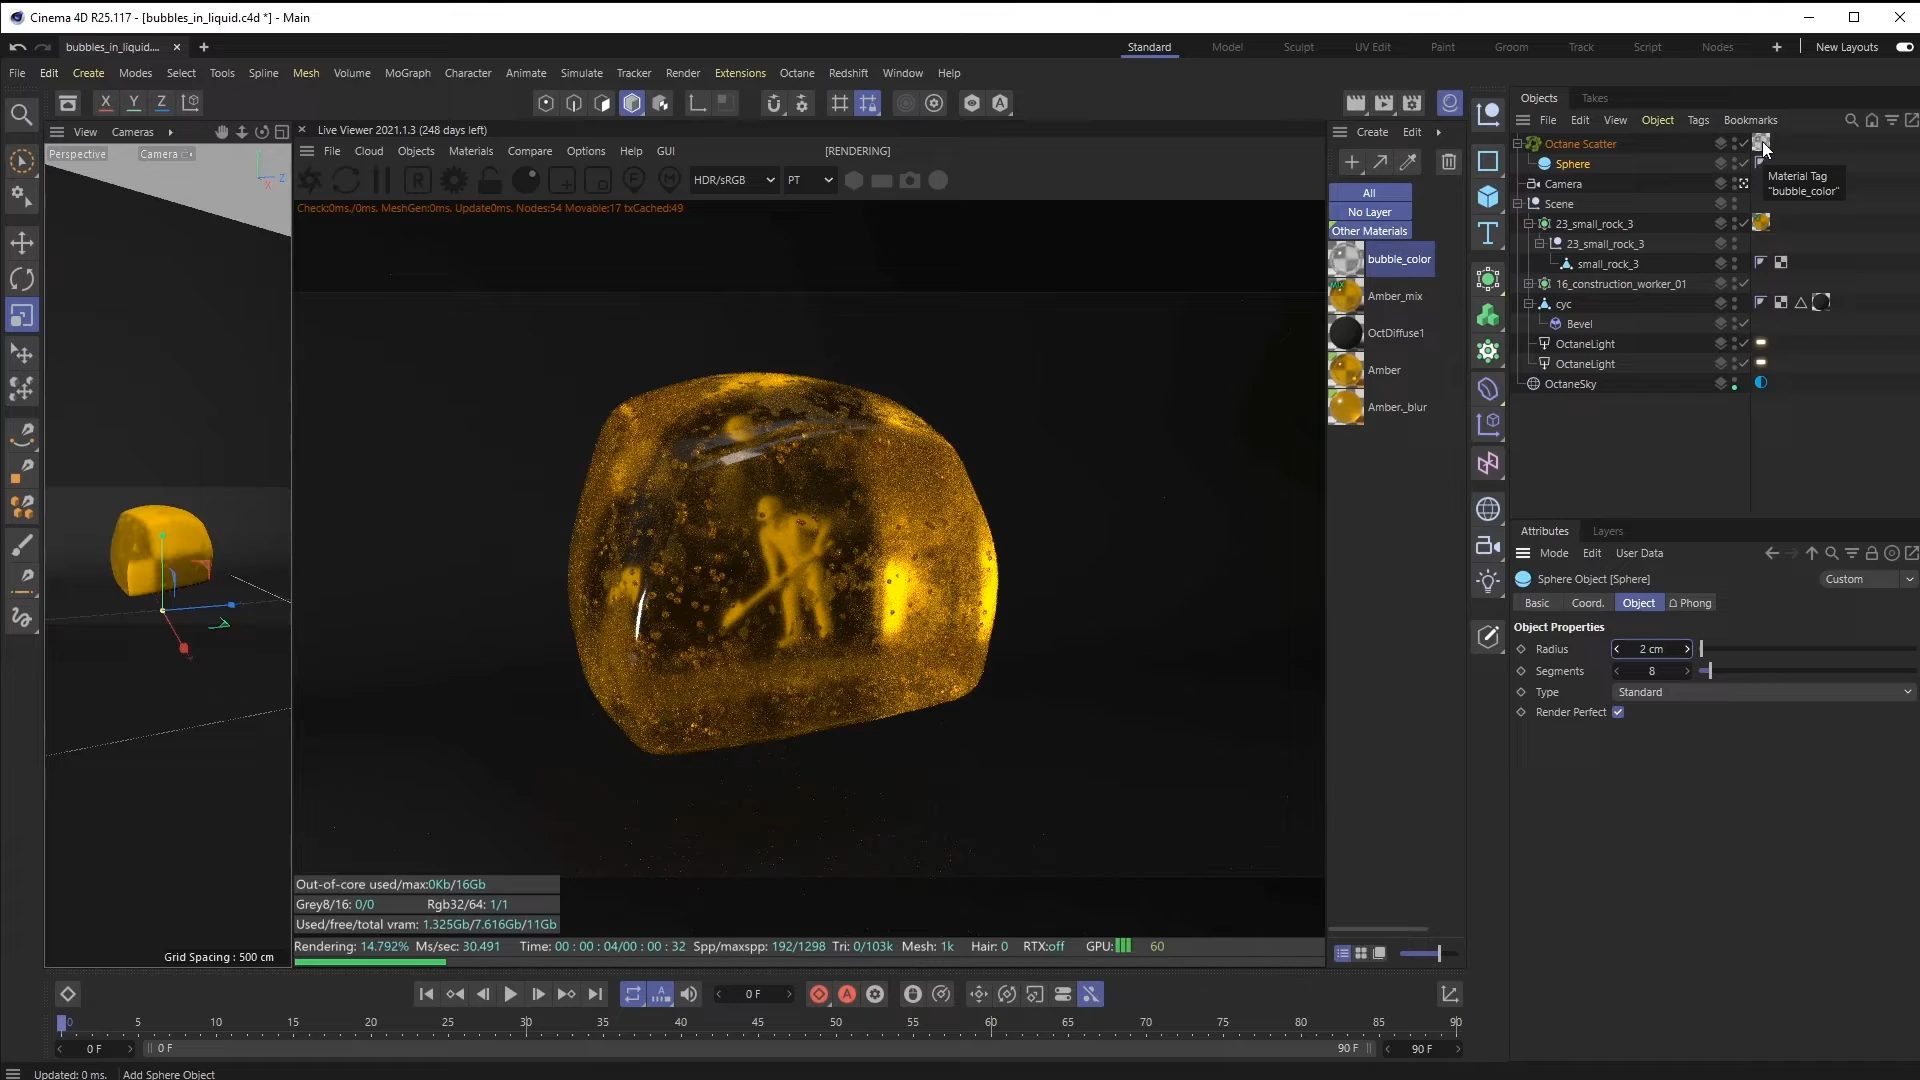 Cinema 4D R25.117 - [bubbles_in_liquid.c4d *] - Main
bubbles_in_liquid....
Standard Model Sculpt UV Edit Paint Groom Track Script Nodes New Layouts
File Edit Create Modes Select Tools Spline Mesh Volume MoGraph Character Animate Simulate Tracker Render Extensions Octane Redshift Window Help
X Y Z
View Cameras
Live Viewer 2021.1.3 (248 days left)
File Cloud Objects Materials Compare Options Help GUI [RENDERING]
HDR/sRGB PT
Check:0ms./0ms. MeshGen:0ms. Update0ms. Nodes:54 Movable:17 txCached:49
Perspective Camera
Grid Spacing : 500 cm
Out-of-core used/max:0Kb/16Gb
Grey8/16: 0/0 Rgb32/64: 1/1
Used/free/total vram: 1.325Gb/7.616Gb/11Gb
Rendering: 14.792% Ms/sec: 30.491 Time: 00 : 00 : 04/00 : 00 : 32 Spp/maxspp: 192/1298 Tri: 0/103k Mesh: 1k Hair: 0 RTX:off GPU: 60
Create Edit
All
No Layer
Other Materials
bubble_color
MIX
Amber_mix
OctDiffuse1
Amber
Amber._blur
Objects Takes
File Edit View Object Tags Bookmarks
Octane Scatter
Sphere
Camera
Scene
23_small_rock_3
23_small_rock_3
small_rock_3
16_construction_worker_01
cyc
Bevel
OctaneLight
OctaneLight
OctaneSky
Material Tag
"bubble_color"
Attributes Layers
Mode Edit User Data
Sphere Object [Sphere] Custom
Basic Coord. Object Phong
Object Properties
Radius 2 cm
Segments 8
Type Standard
Render Perfect
0 F
0 5 10 15 20 25 30 35 40 45 50 55 60 65 70 75 80 85 90
0 F 0 F 90 F 90 F
Updated: 0 ms. Add Sphere Object